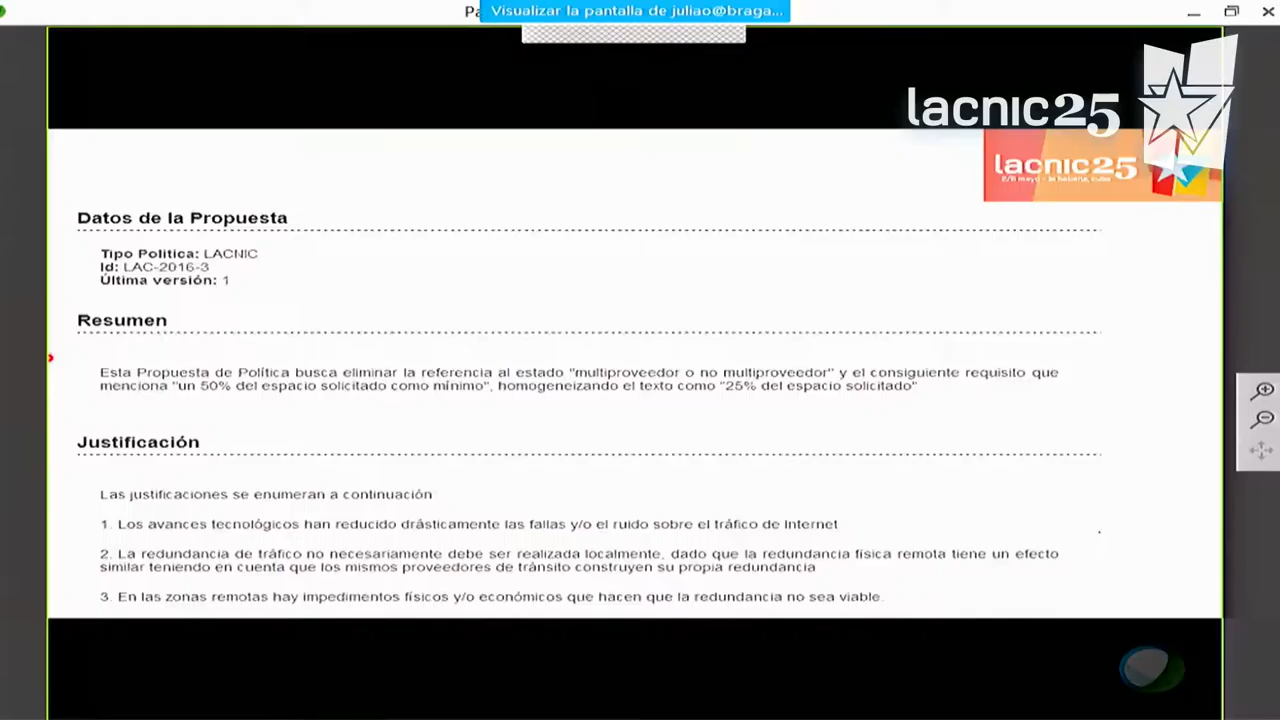 Visualizar la pantalla de juliao@braga...
lacnic25
lacnic25
Datos de la Propuesta
Tipo Politica: LACNIC
Id: LAC-2016-3
Última versión: 1
Resumen
Esta Propuesta de Política busca eliminar la referencia al estado "multiproveedor o no multiproveedor" y el consiguiente requisito que
menciona "un 50% del espacio solicitado como mínimo", homogeneizando el texto como "25% del espacio solicitado"
Justificación
Las justificaciones se enumeran a continuación
1. Los avances tecnológicos han reducido drásticamente las fallas y/o el ruido sobre el tráfico de Internet
2. La redundancia de tráfico no necesariamente debe ser realizada localmente, dado que la redundancia física remota tiene un efecto
similar teniendo en cuenta que los mismos proveedores de tránsito construyen su propia redundancia
3. En las zonas remotas hay impedimentos físicos y/o económicos que hacen que la redundancia no sea viable.